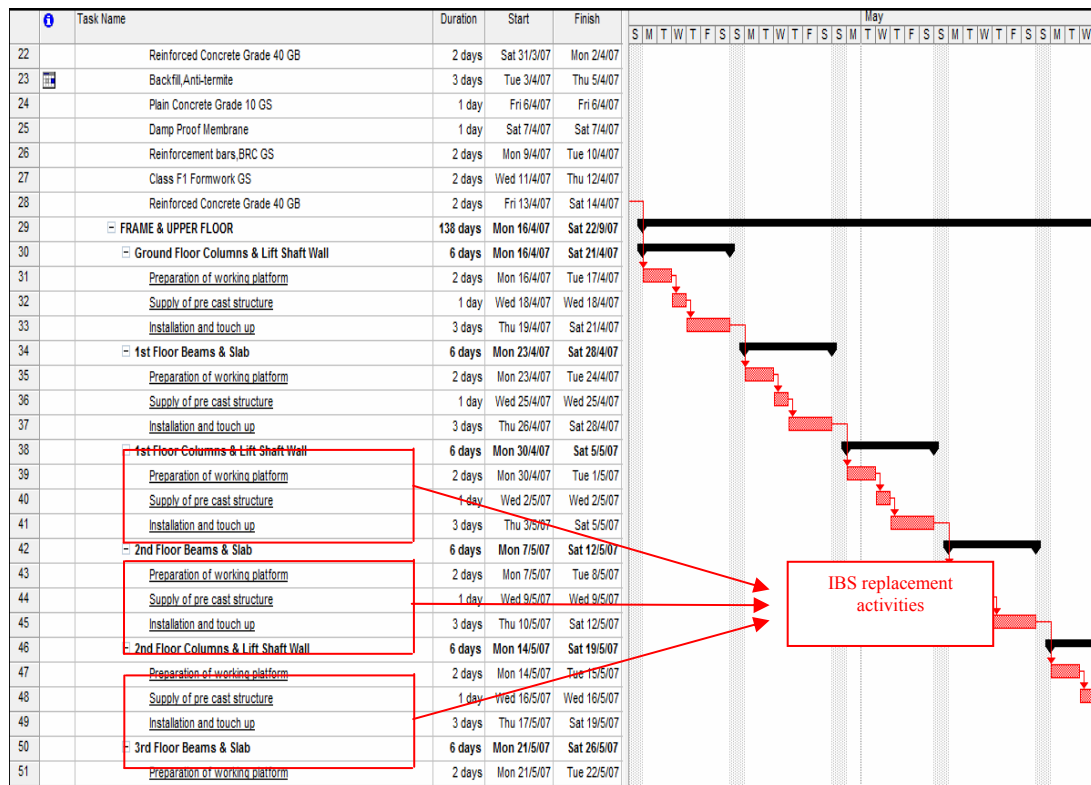 Task Name Duration Start Finish May
S M T W T F S S M T W T F S S M T W T F S S M T W T F S S M T W
22 Reinforced Concrete Grade 40 GB 2 days Sat 31/3/07 Mon 2/4/07
23 Backfill,Anti-termite 3 days Tue 3/4/07 Thu 5/4/07
24 Plain Concrete Grade 10 GS 1 day Fri 6/4/07 Fri 6/4/07
25 Damp Proof Membrane 1 day Sat 7/4/07 Sat 7/4/07
26 Reinforcement bars,BRC GS 2 days Mon 9/4/07 Tue 10/4/07
27 Class F1 Formwork GS 2 days Wed 11/4/07 Thu 12/4/07
28 Reinforced Concrete Grade 40 GB 2 days Fri 13/4/07 Sat 14/4/07
29 FRAME & UPPER FLOOR 138 days Mon 16/4/07 Sat 22/9/07
30 Ground Floor Columns & Lift Shaft Wall 6 days Mon 16/4/07 Sat 21/4/07
31 Preparation of working platform 2 days Mon 16/4/07 Tue 17/4/07
32 Supply of pre cast structure 1 day Wed 18/4/07 Wed 18/4/07
33 Installation and touch up 3 days Thu 19/4/07 Sat 21/4/07
34 1st Floor Beams & Slab 6 days Mon 23/4/07 Sat 28/4/07
35 Preparation of working platform 2 days Mon 23/4/07 Tue 24/4/07
36 Supply of pre cast structure 1 day Wed 25/4/07 Wed 25/4/07
37 Installation and touch up 3 days Thu 26/4/07 Sat 28/4/07
38 1st Floor Columns & Lift Shaft Wall 6 days Mon 30/4/07 Sat 5/5/07
39 Preparation of working platform 2 days Mon 30/4/07 Tue 1/5/07
40 Supply of pre cast structure 1 day Wed 2/5/07 Wed 2/5/07
41 Installation and touch up 3 days Thu 3/5/07 Sat 5/5/07
42 2nd Floor Beams & Slab 6 days Mon 7/5/07 Sat 12/5/07
43 Preparation of working platform 2 days Mon 7/5/07 Tue 8/5/07
44 Supply of pre cast structure 1 day Wed 9/5/07 Wed 9/5/07
45 Installation and touch up 3 days Thu 10/5/07 Sat 12/5/07
46 2nd Floor Columns & Lift Shaft Wall 6 days Mon 14/5/07 Sat 19/5/07
47 Preparation of working platform 2 days Mon 14/5/07 Tue 15/5/07
48 Supply of pre cast structure 1 day Wed 16/5/07 Wed 16/5/07
49 Installation and touch up 3 days Thu 17/5/07 Sat 19/5/07
50 3rd Floor Beams & Slab 6 days Mon 21/5/07 Sat 26/5/07
51 Preparation of working platform 2 days Mon 21/5/07 Tue 22/5/07
IBS replacement
activities